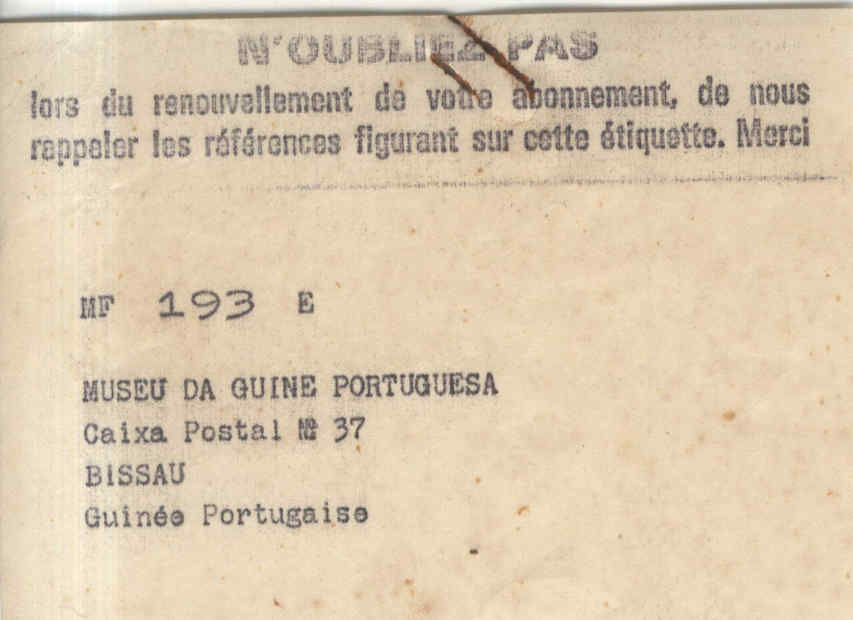 N'OUBLIEZ PAS
lors du renouvellement de votre abonnement, de nous
rappeler les références figurant sur cette étiquette. Merci
MF 193 E
MUSEU DA GUINE PORTUGUESA
Caixa Postal Nº 37
BISSAU
Guinée Portugaise